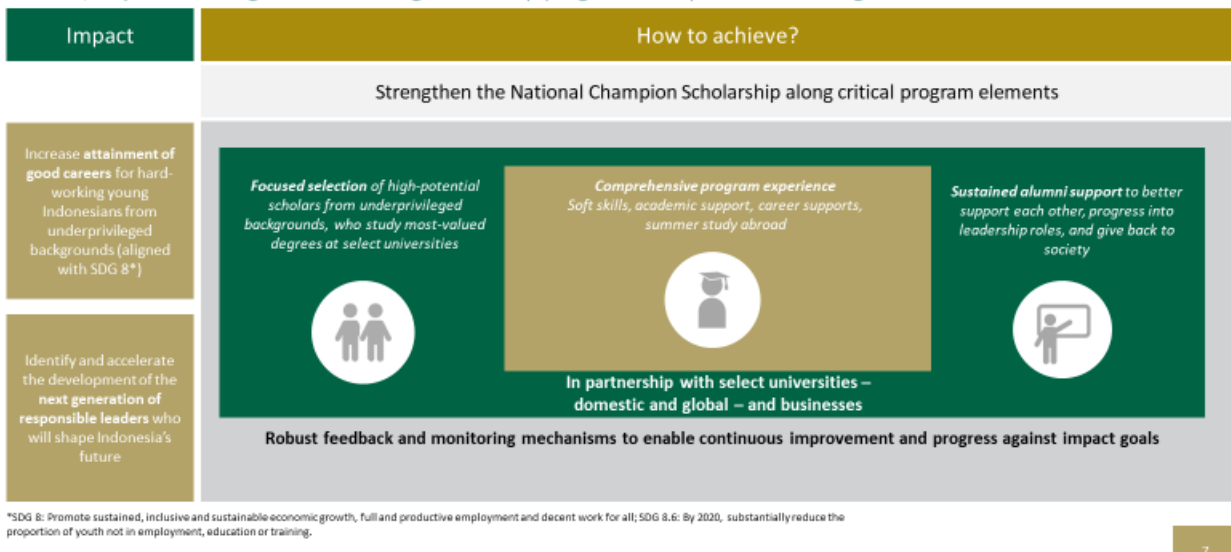 Impact
How to achieve?
Strengthen the National Champion Scholarship along critical program elements
Increase attainment of
good careers for hard-
working young
Indonesians from
underprivileged
backgrounds (aligned
with SDG 8*)
Identify and accelerate
the development of the
next generation of
responsible leaders who
will shape Indonesia's
future
Focused selection of high-potential
scholars from underprivileged
backgrounds, who study most-valued
degrees at select universities
Comprehensive program experience
Soft skills, academic support, career supports,
summer study abroad
Sustained alumni support to better
support each other, progress into
leadership roles, and give back to
society
In partnership with select universities –
domestic and global – and businesses
Robust feedback and monitoring mechanisms to enable continuous improvement and progress against impact goals
*SDG 8: Promote sustained, inclusive and sustainable economic growth, full and productive employment and decent work for all; SDG 8.6: By 2020, substantially reduce the
proportion of youth not in employment, education or training.